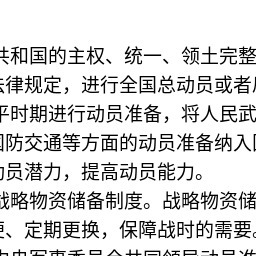 共和国的主权、统一、领土完整
法律规定，进行全国总动员或者
平时期进行动员准备，将人民武
国防交通等方面的动员准备纳入
动员潜力，提高动员能力。
战略物资储备制度。战略物资储
更、定期更换，保障战时的需要。